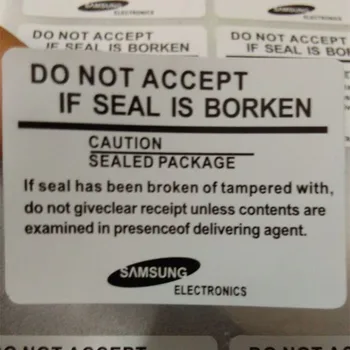 DO NOT ACCEPT
IF SEAL IS BORKEN
DO NOT ACCEPT
IF SEAL IS BORKEN
DO NOT ACCEPT
IF SEAL IS BORKEN
CAUTION
SEALED PACKAGE
If seal has been broken of tampered with,
do not giveclear receipt unless contents are
examined in presenceof delivering agent.
SAMSUNG
ELECTRONICS